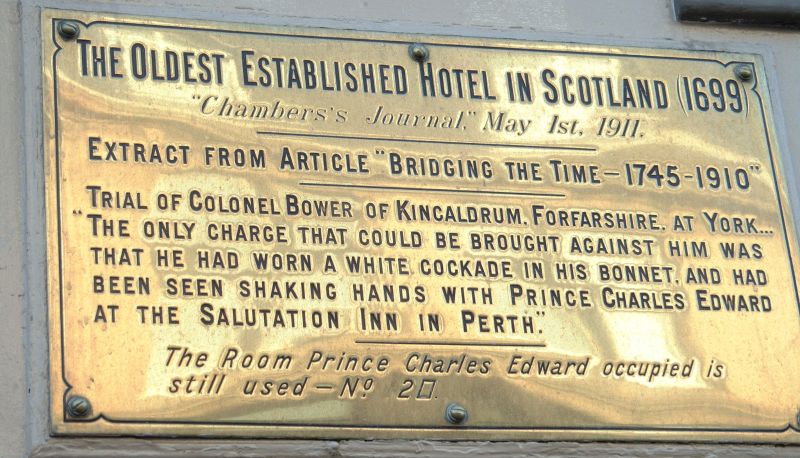 THE OLDEST ESTABLISHED HOTEL IN SCOTLAND (1699)
"Chambers's Journal," May 1st, 1911.
EXTRACT FROM ARTICLE "BRIDGING THE TIME—1745-1910"
TRIAL OF COLONEL BOWER OF KINCALDRUM, FORFARSHIRE, AT YORK...
"THE ONLY CHARGE THAT COULD BE BROUGHT AGAINST HIM WAS
THAT HE HAD WORN A WHITE COCKADE IN HIS BONNET, AND HAD
BEEN SEEN SHAKING HANDS WITH PRINCE CHARLES EDWARD
AT THE SALUTATION INN IN PERTH."
The Room Prince Charles Edward occupied is
still used—No. 20.